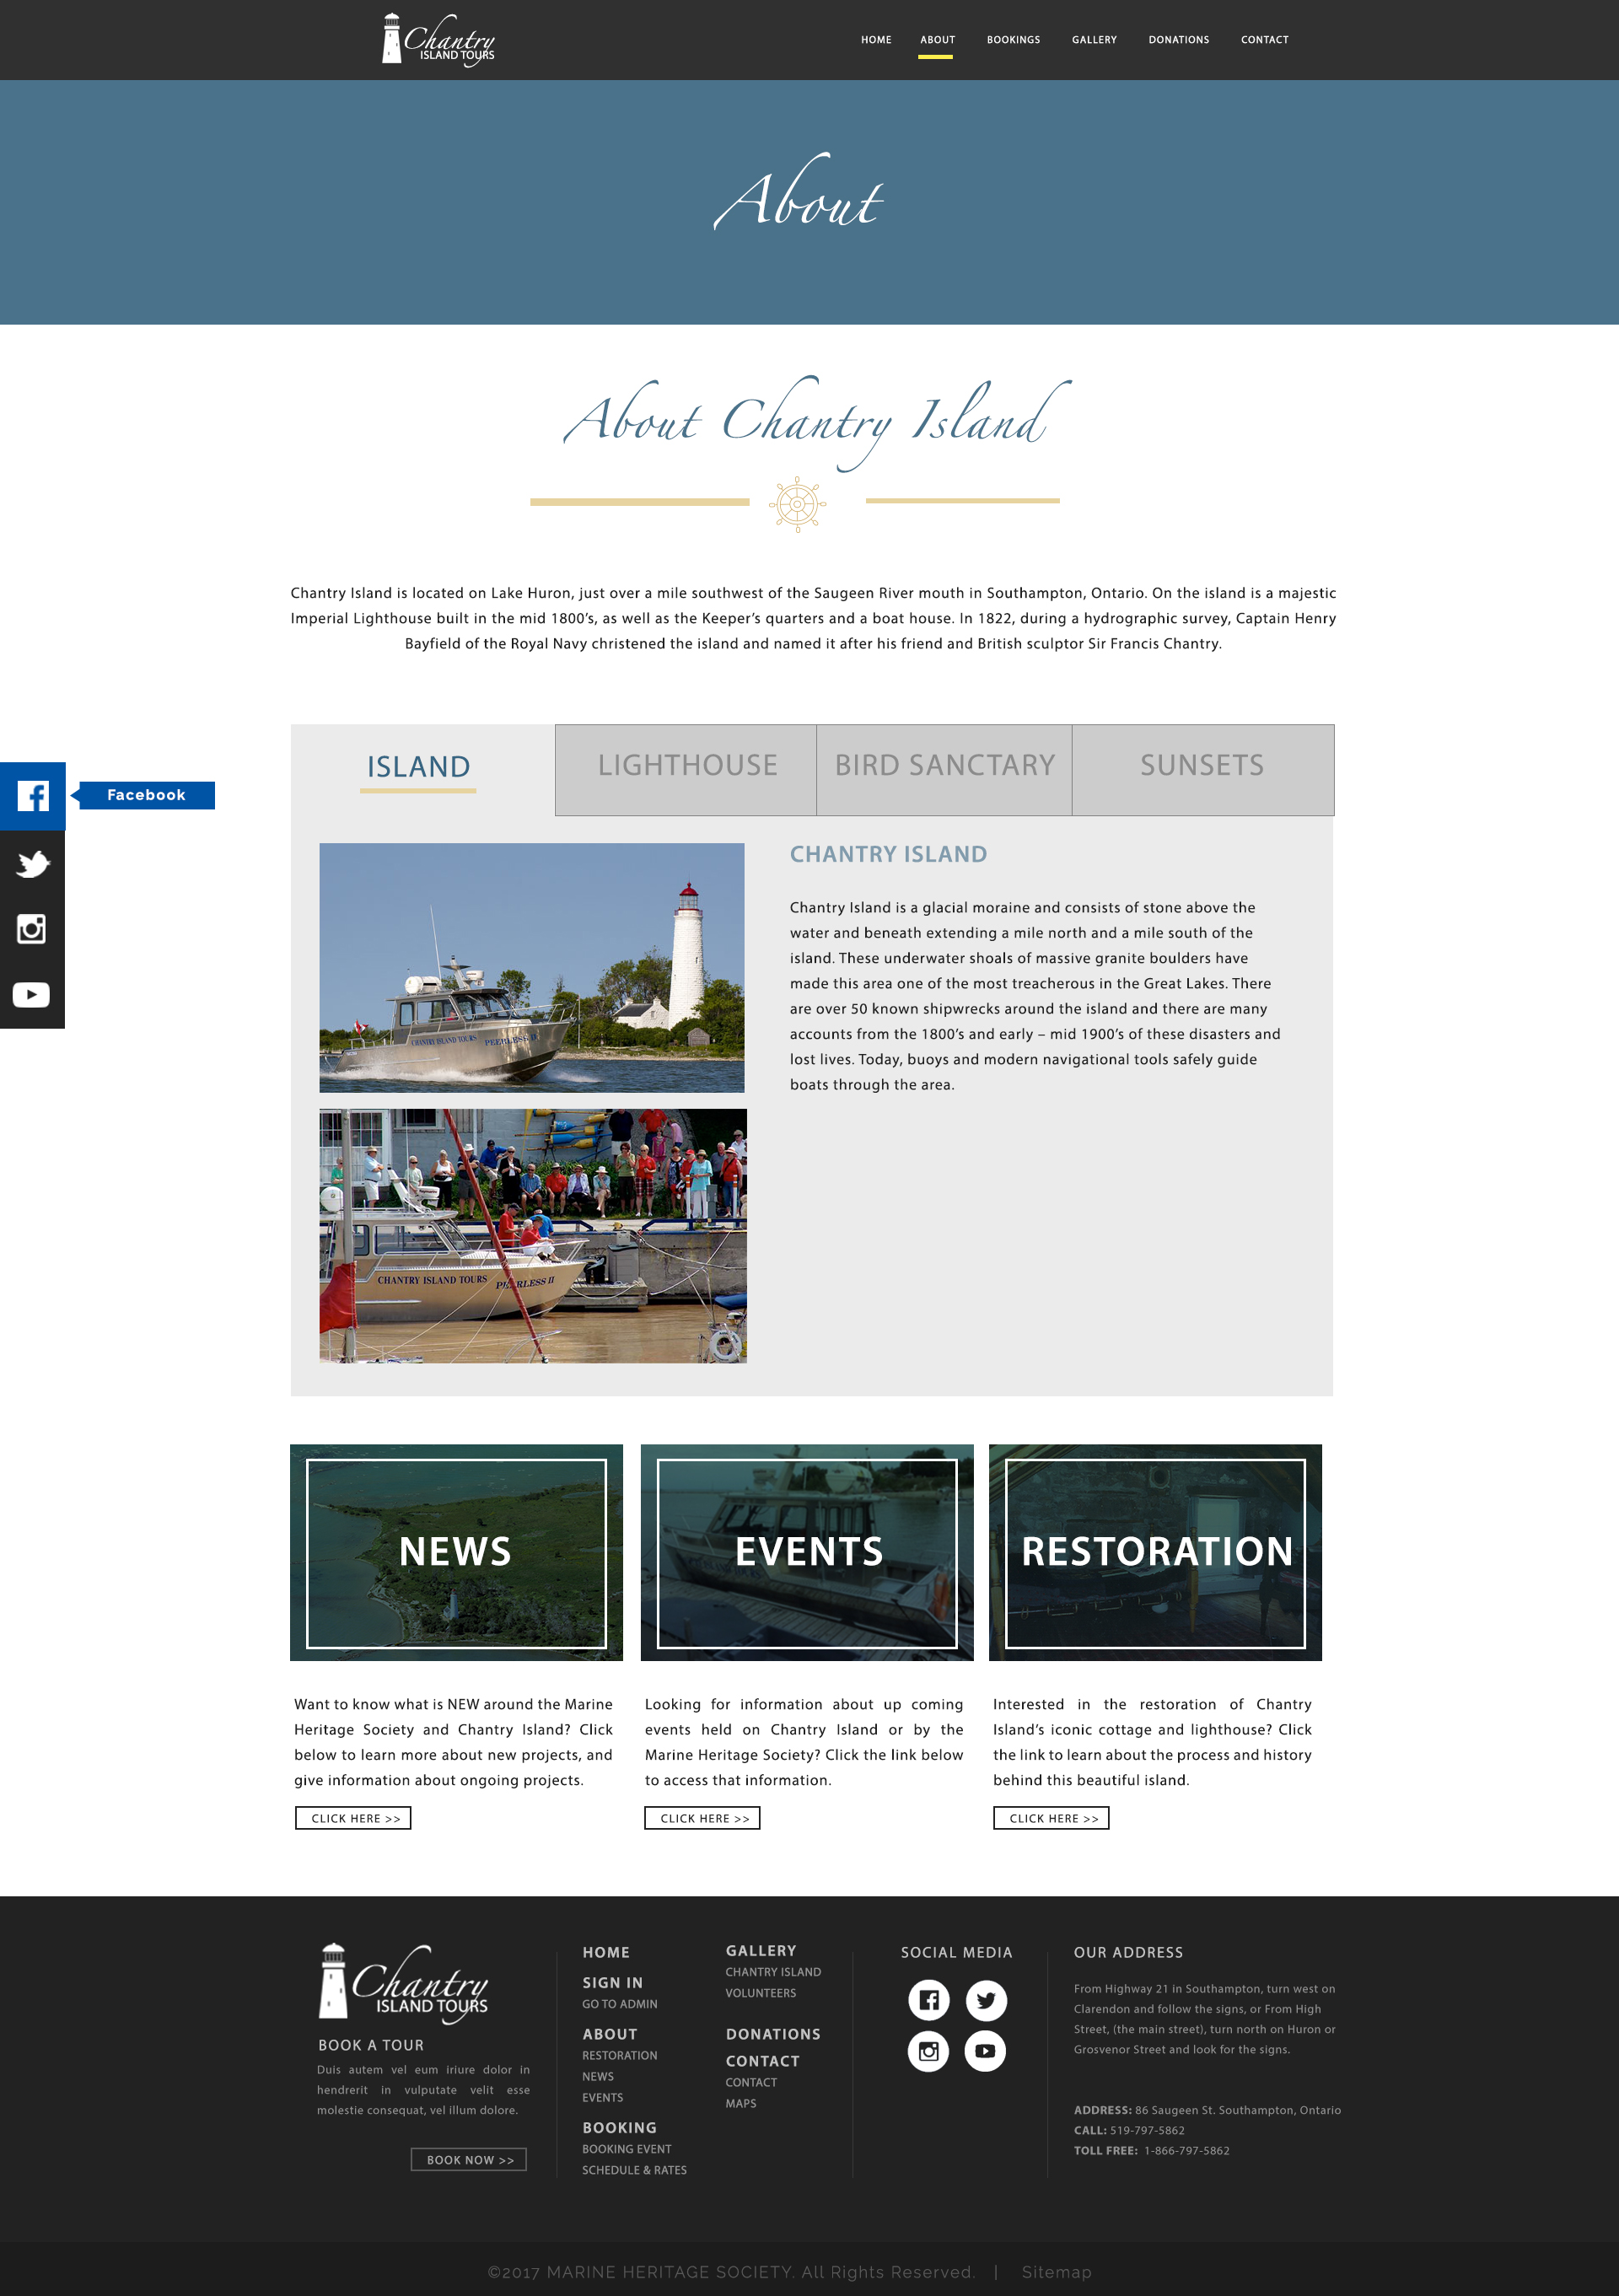 Chantry
ISLAND TOURS
HOME ABOUT BOOKINGS GALLERY DONATIONS CONTACT
About
About Chantry Island
Chantry Island is located on Lake Huron, just over a mile southwest of the Saugeen River mouth in Southampton, Ontario. On the island is a majestic
Imperial Lighthouse built in the mid 1800's, as well as the Keeper's quarters and a boat house. In 1822, during a hydrographic survey, Captain Henry
Bayfield of the Royal Navy christened the island and named it after his friend and British sculptor Sir Francis Chantry.
ISLAND LIGHTHOUSE BIRD SANCTARY SUNSETS
Facebook
CHANTRY ISLAND
Chantry Island is a glacial moraine and consists of stone above the
water and beneath extending a mile north and a mile south of the
island. These underwater shoals of massive granite boulders have
made this area one of the most treacherous in the Great Lakes. There
are over 50 known shipwrecks around the island and there are many
accounts from the 1800's and early – mid 1900's of these disasters and
lost lives. Today, buoys and modern navigational tools safely guide
boats through the area.
CHANTRY ISLAND TOURS PEERLESS II
CHANTRY ISLAND TOURS PEERLESS II
NEWS
Want to know what is NEW around the Marine
Heritage Society and Chantry Island? Click
below to learn more about new projects, and
give information about ongoing projects.
CLICK HERE >>
EVENTS
Looking for information about up coming
events held on Chantry Island or by the
Marine Heritage Society? Click the link below
to access that information.
CLICK HERE >>
RESTORATION
Interested in the restoration of Chantry
Island's iconic cottage and lighthouse? Click
the link to learn about the process and history
behind this beautiful island.
CLICK HERE >>
Chantry
ISLAND TOURS
BOOK A TOUR
Duis autem vel eum iriure dolor in
hendrerit in vulputate velit esse
molestie consequat, vel illum dolore.
BOOK NOW >>
HOME
SIGN IN
GO TO ADMIN
ABOUT
RESTORATION
NEWS
EVENTS
BOOKING
BOOKING EVENT
SCHEDULE & RATES
GALLERY
CHANTRY ISLAND
VOLUNTEERS
DONATIONS
CONTACT
CONTACT
MAPS
SOCIAL MEDIA
OUR ADDRESS
From Highway 21 in Southampton, turn west on
Clarendon and follow the signs, or From High
Street, (the main street), turn north on Huron or
Grosvenor Street and look for the signs.
ADDRESS: 86 Saugeen St. Southampton, Ontario
CALL: 519-797-5862
TOLL FREE: 1-866-797-5862
©2017 MARINE HERITAGE SOCIETY. All Rights Reserved. | Sitemap